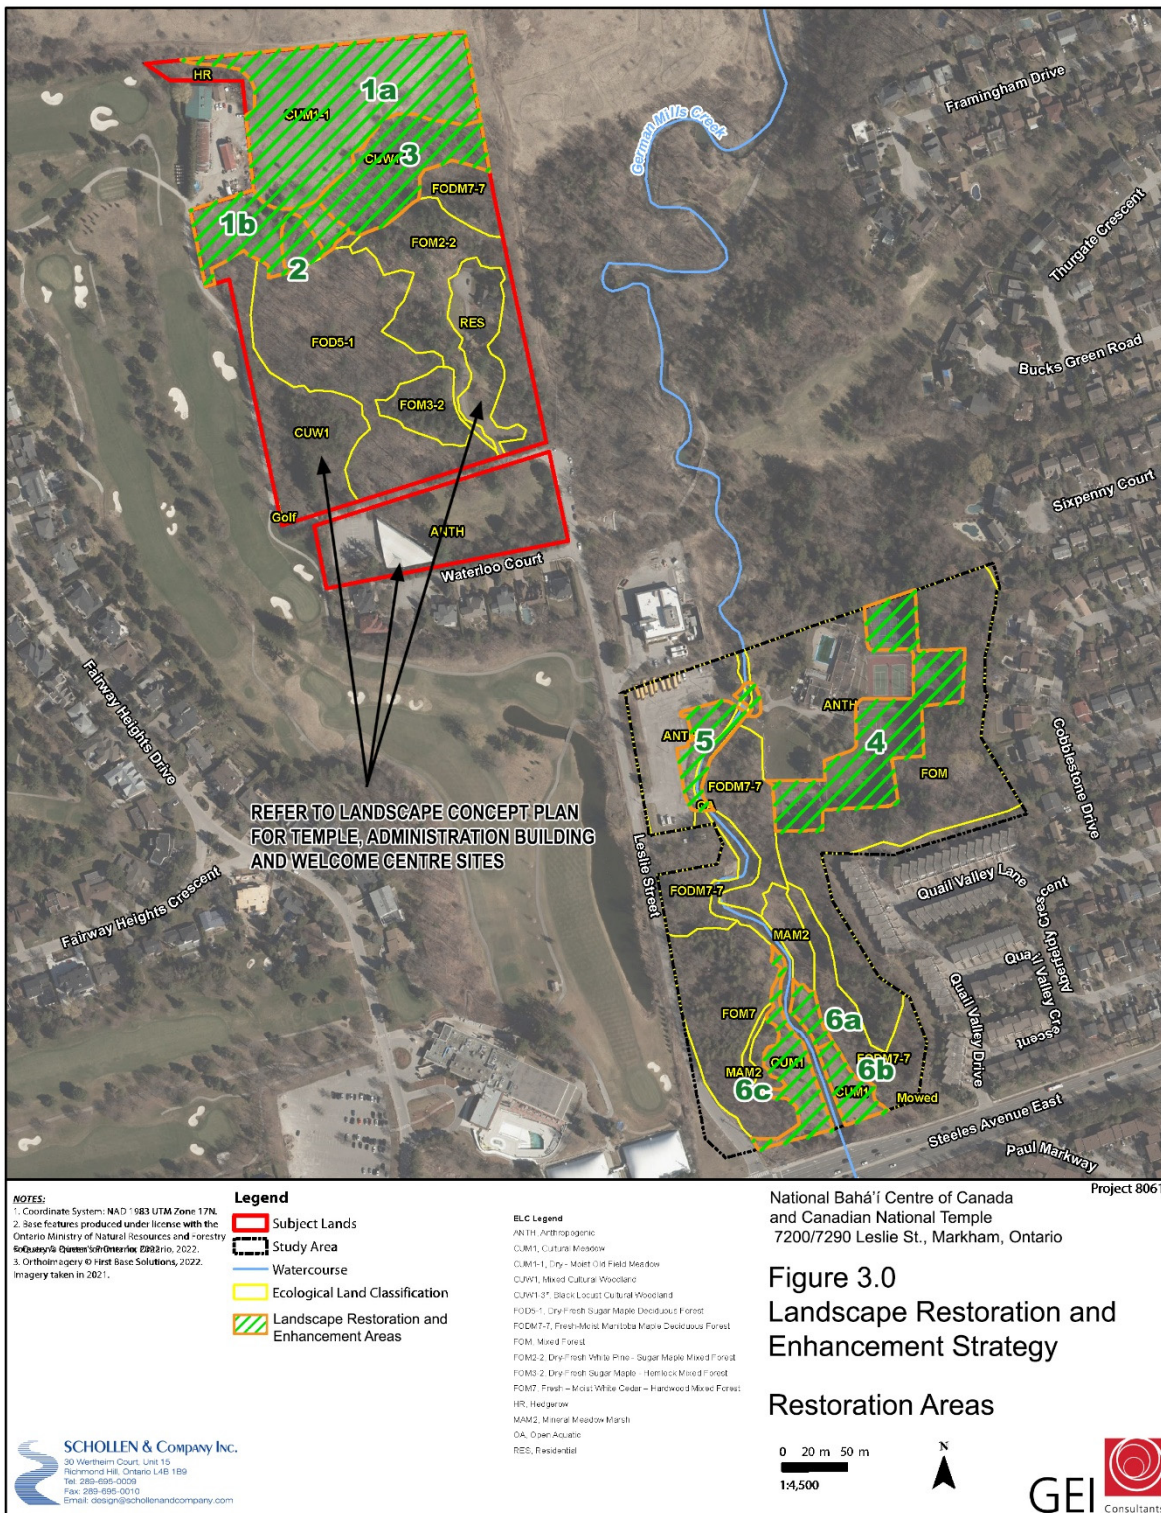 HR
1a
CUM1-1
3
FODM7-7
1b
FOM2-2
2
RES
FOD5-1
FOM3-2
CUW1
Golf
ANTH
Waterloo Court
German Mills Creek
Framingham Drive
Thurgate Crescent
Bucks Green Road
Sixpenny Court
Fairway Heights Drive
Fairway Heights Crescent
REFER TO LANDSCAPE CONCEPT PLAN
FOR TEMPLE, ADMINISTRATION BUILDING
AND WELCOME CENTRE SITES
Leslie Street
ANT
5
ANTH
4
FOM
FODM7-7
OA
Cobblestone Drive
FODM7-7
MAM2
Quail Valley Lane
Aberfeldy Crescent
Quail Valley Crescent
Quail Valley Drive
FOM7
6a
CUM1
MAM2
6c
FODM7-7
6b
CUM1
Mowed
Steeles Avenue East
Paul Markway
NOTES:
1. Coordinate System: NAD 1983 UTM Zone 17N.
2. Base features produced under license with the
Ontario Ministry of Natural Resources and Forestry
Ontario, 2022.
3. Orthoimagery © First Base Solutions, 2022.
Imagery taken in 2021.
Legend
Subject Lands
Study Area
Watercourse
Ecological Land Classification
Landscape Restoration and
Enhancement Areas
ELC Legend
ANTH, Anthropogenic
CUM1, Cultural Meadow
CUM1-1, Dry - Moist Old Field Meadow
CUW1, Mixed Cultural Woodland
CUW1-3*, Black Locust Cultural Woodland
FOD5-1, Dry-Fresh Sugar Maple Deciduous Forest
FODM7-7, Fresh-Moist Manitoba Maple Deciduous Forest
FOM, Mixed Forest
FOM2-2, Dry-Fresh White Pine - Sugar Maple Mixed Forest
FOM3-2, Dry-Fresh Sugar Maple - Hemlock Mixed Forest
FOM7, Fresh – Moist White Cedar – Hardwood Mixed Forest
HR, Hedgerow
MAM2, Mineral Meadow Marsh
OA, Open Aquatic
RES, Residential
Project 8061
National Bahá'í Centre of Canada
and Canadian National Temple
7200/7290 Leslie St., Markham, Ontario
Figure 3.0
Landscape Restoration and
Enhancement Strategy
Restoration Areas
0 20 m 50 m
1:4,500
N
SCHOLLEN & COMPANY INC.
30 Wertheim Court, Unit 15
Richmond Hill, Ontario L4B 1B9
Tel: 289-695-0009
Fax: 289-695-0010
Email: design@schollenandcompany.com
GEI
Consultants